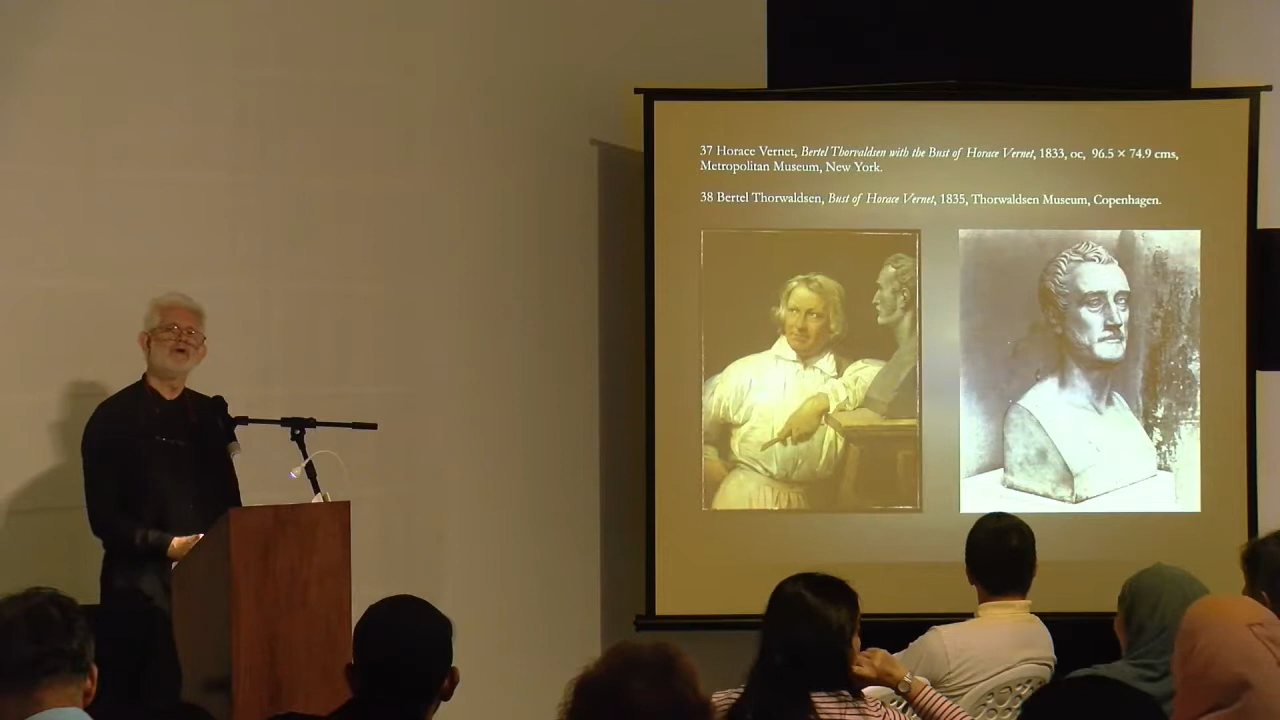 37 Horace Vernet, Bertel Thorvaldsen with the Bust of Horace Vernet, 1833, oc, 96.5 × 74.9 cms,
Metropolitan Museum, New York.
38 Bertel Thorwaldsen, Bust of Horace Vernet, 1835, Thorwaldsen Museum, Copenhagen.